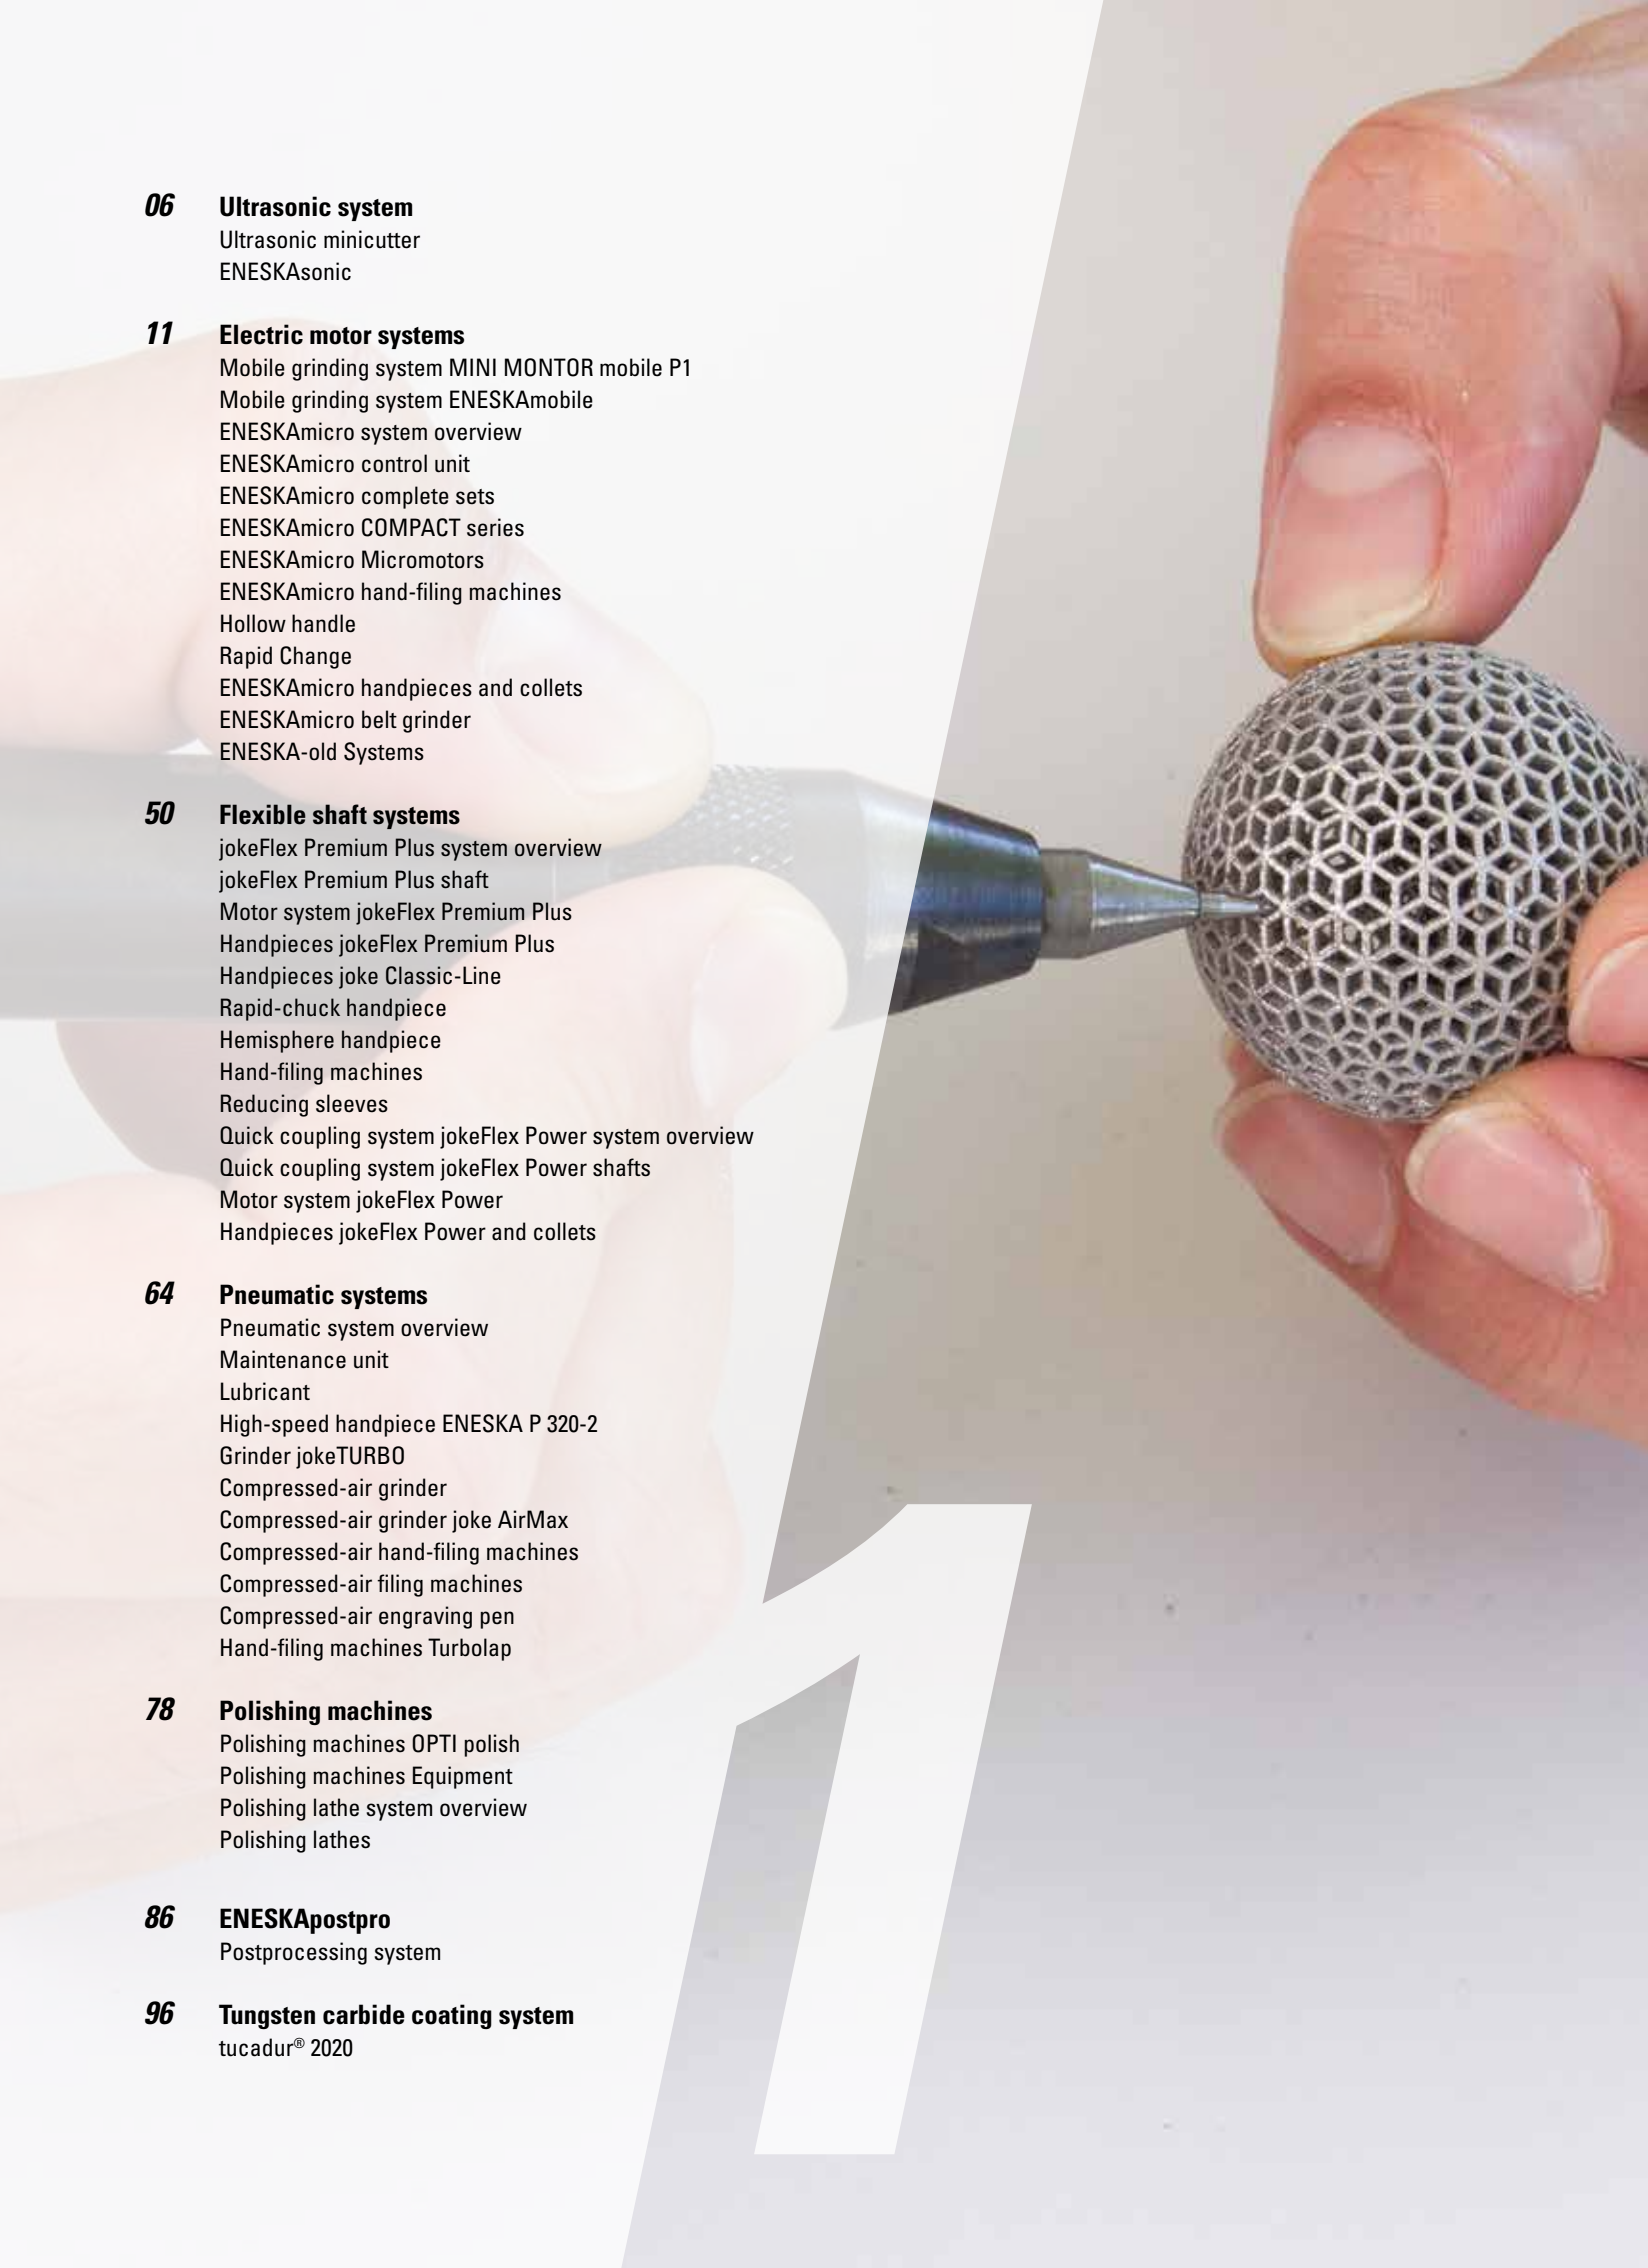 06 Ultrasonic system
Ultrasonic minicutter
ENESKAsonic
11 Electric motor systems
Mobile grinding system MINI MONTOR mobile P1
Mobile grinding system ENESKAmobile
ENESKAmicro system overview
ENESKAmicro control unit
ENESKAmicro complete sets
ENESKAmicro COMPACT series
ENESKAmicro Micromotors
ENESKAmicro hand-filing machines
Hollow handle
Rapid Change
ENESKAmicro handpieces and collets
ENESKAmicro belt grinder
ENESKA-old Systems
50 Flexible shaft systems
jokeFlex Premium Plus system overview
jokeFlex Premium Plus shaft
Motor system jokeFlex Premium Plus
Handpieces jokeFlex Premium Plus
Handpieces joke Classic-Line
Rapid-chuck handpiece
Hemisphere handpiece
Hand-filing machines
Reducing sleeves
Quick coupling system jokeFlex Power system overview
Quick coupling system jokeFlex Power shafts
Motor system jokeFlex Power
Handpieces jokeFlex Power and collets
64 Pneumatic systems
Pneumatic system overview
Maintenance unit
Lubricant
High-speed handpiece ENESKA P 320-2
Grinder jokeTURBO
Compressed-air grinder
Compressed-air grinder joke AirMax
Compressed-air hand-filing machines
Compressed-air filing machines
Compressed-air engraving pen
Hand-filing machines Turbolap
78 Polishing machines
Polishing machines OPTI polish
Polishing machines Equipment
Polishing lathe system overview
Polishing lathes
86 ENESKApostpro
Postprocessing system
96 Tungsten carbide coating system
tucadur® 2020
1